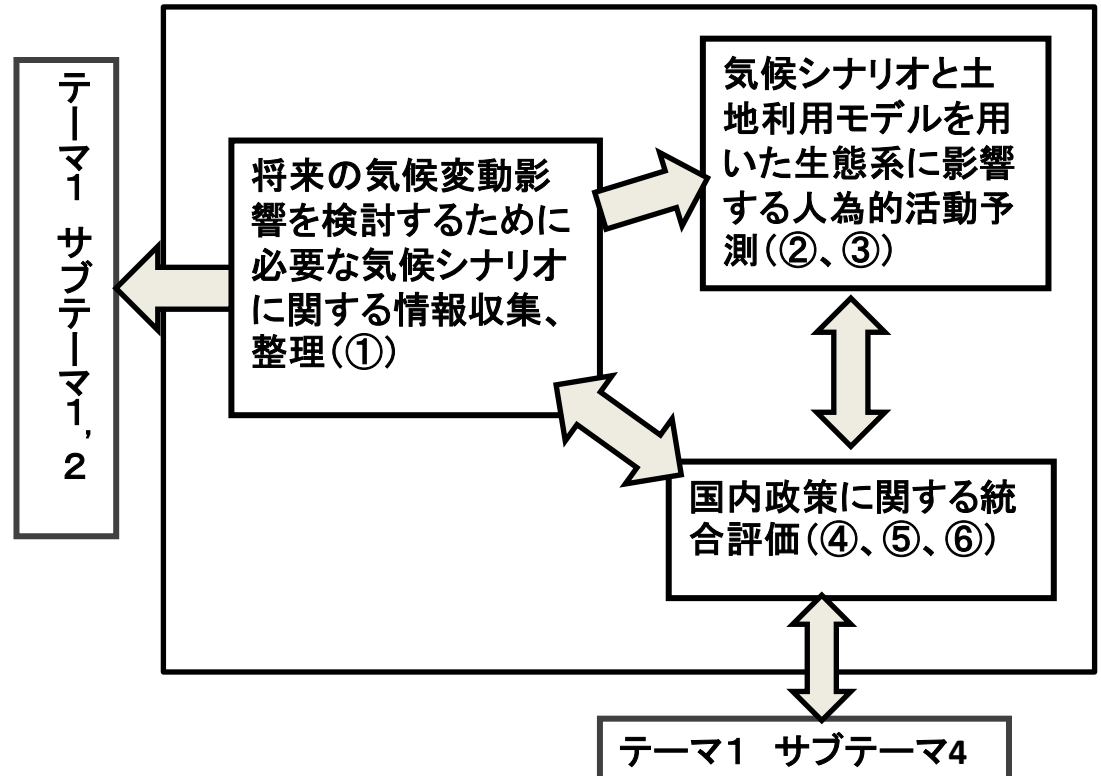 テーマ1　サブテーマ1，2
将来の気候変動影
響を検討するために
必要な気候シナリオ
に関する情報収集、
整理（①）
気候シナリオと土
地利用モデルを用
いた生態系に影響
する人為的活動予
測（②、③）
国内政策に関する統
合評価（④、⑤、⑥）
テーマ1　サブテーマ4